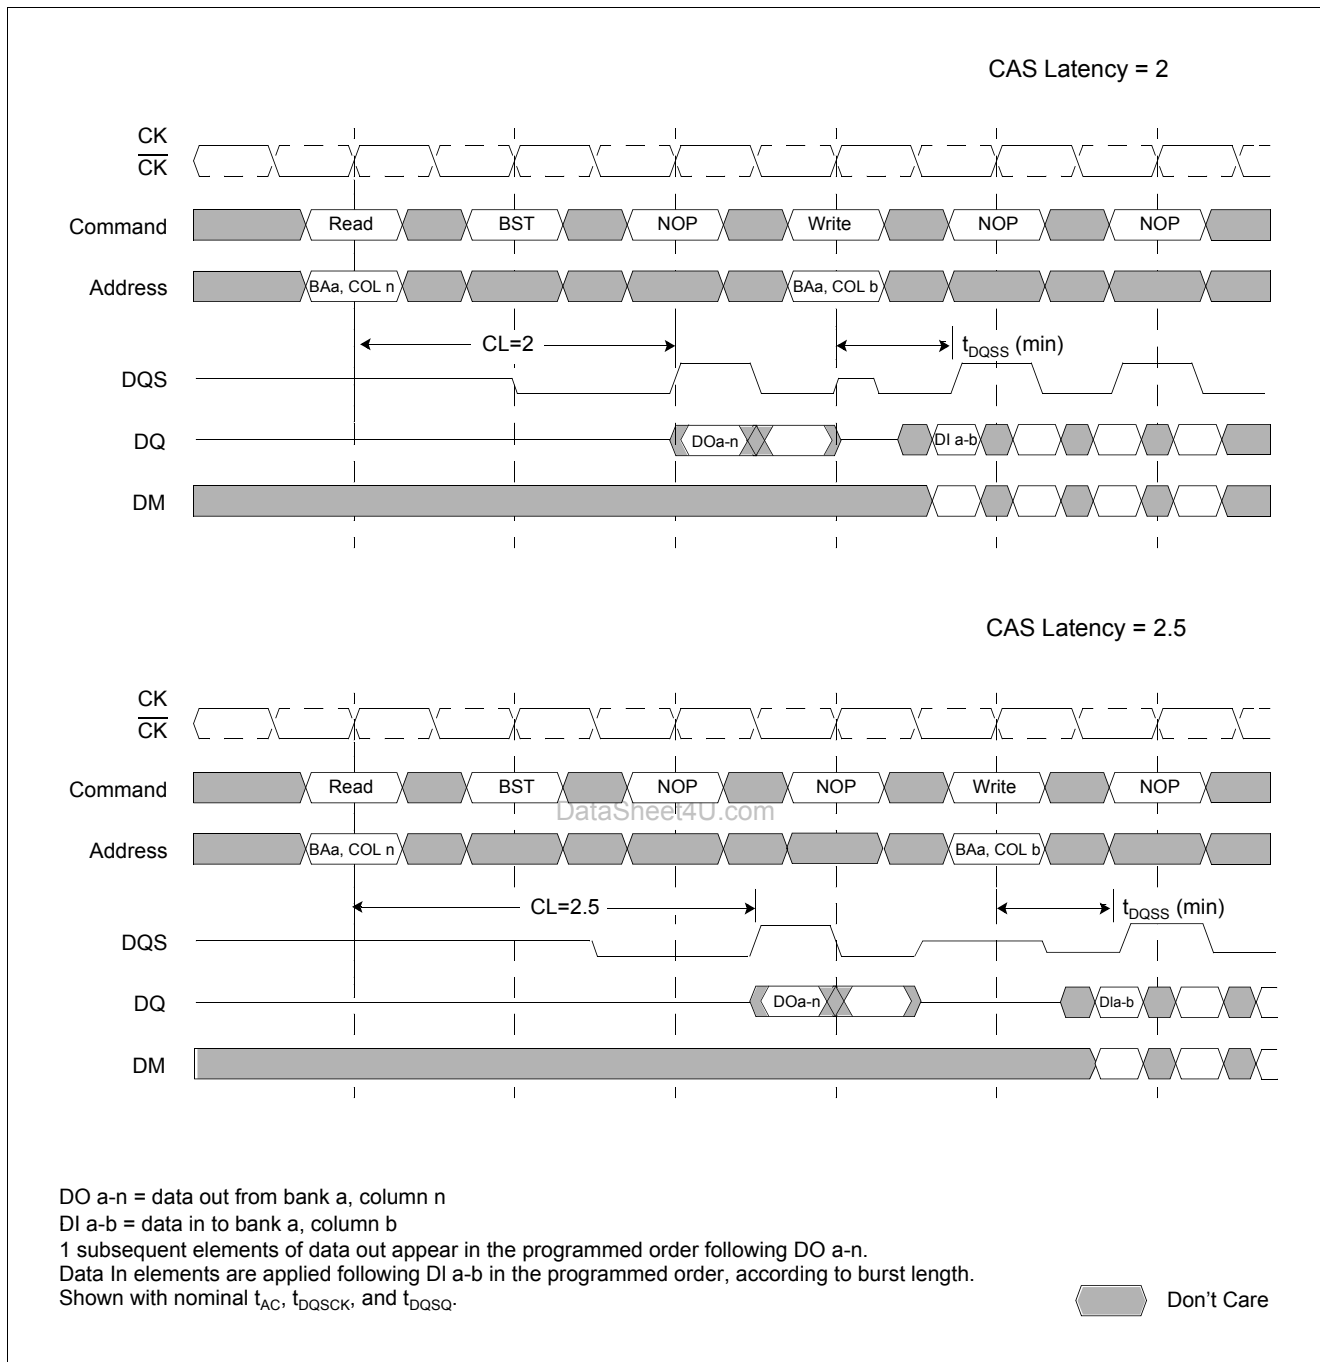 CAS Latency = 2
CK
CK
Command Read BST NOP Write NOP NOP
Address BAa, COL n BAa, COL b
CL=2 tDQSS (min)
DQS
DQ DOa-n DI a-b
DM
CAS Latency = 2.5
CK
CK
Command Read BST NOP NOP Write NOP
DataSheet4U.com
Address BAa, COL n BAa, COL b
CL=2.5 tDQSS (min)
DQS
DQ DOa-n DIa-b
DM
DO a-n = data out from bank a, column n
DI a-b = data in to bank a, column b
1 subsequent elements of data out appear in the programmed order following DO a-n.
Data In elements are applied following DI a-b in the programmed order, according to burst length.
Shown with nominal tAC, tDQSCK, and tDQSQ.
Don't Care